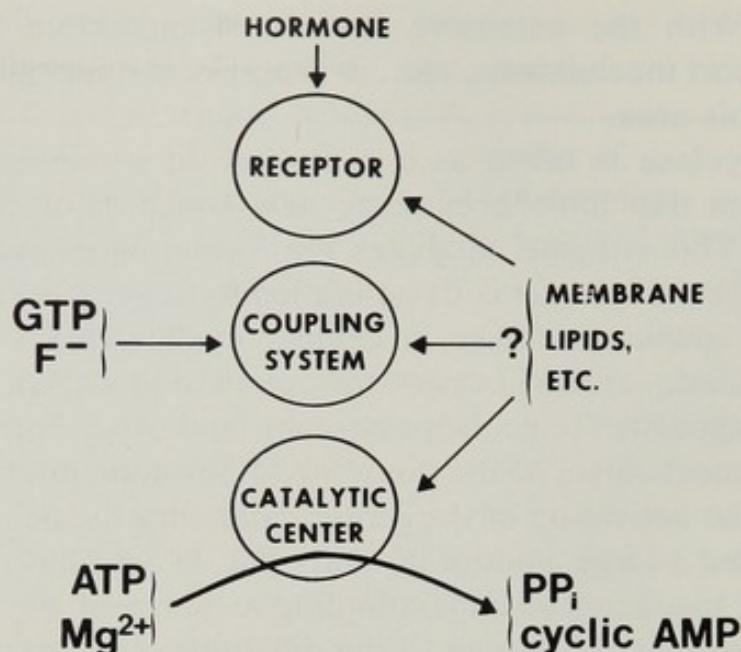 HORMONE
RECEPTOR
GTP
F⁻
COUPLING
SYSTEM
?
MEMBRANE
LIPIDS,
ETC.
CATALYTIC
CENTER
ATP
Mg²⁺
PPᵢ
cyclic AMP